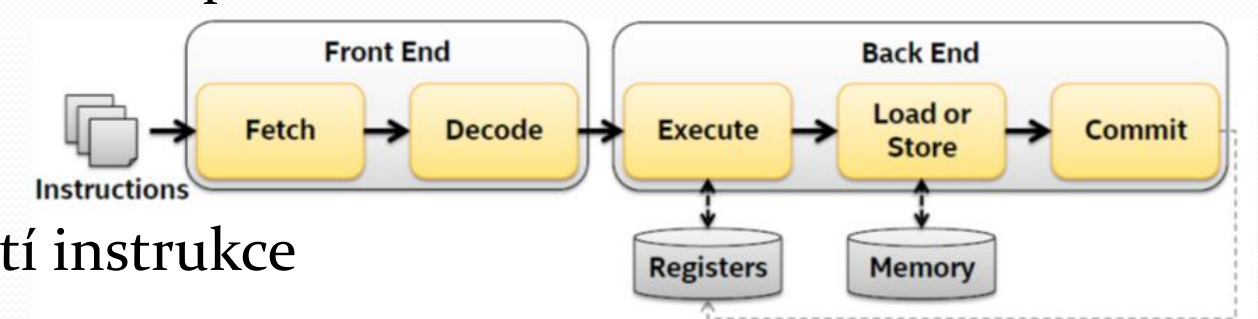 Front End
Back End
Fetch
Decode
Execute
Load or
Store
Commit
Instructions
tí instrukce
Registers
Memory